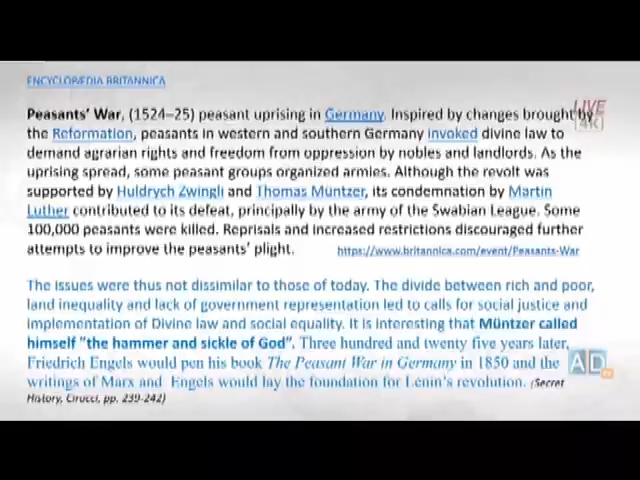 ENCYCLOPÆDIA BRITANNICA
Peasants' War, (1524–25) peasant uprising in Germany. Inspired by changes brought by
the Reformation, peasants in western and southern Germany invoked divine law to
demand agrarian rights and freedom from oppression by nobles and landlords. As the
uprising spread, some peasant groups organized armies. Although the revolt was
supported by Huldrych Zwingli and Thomas Müntzer, its condemnation by Martin
Luther contributed to its defeat, principally by the army of the Swabian League. Some
100,000 peasants were killed. Reprisals and increased restrictions discouraged further
attempts to improve the peasants' plight. https://www.britannica.com/event/Peasants-War
The issues were thus not dissimilar to those of today. The divide between rich and poor,
land inequality and lack of government representation led to calls for social justice and
implementation of Divine law and social equality. It is interesting that Müntzer called
himself "the hammer and sickle of God". Three hundred and twenty five years later,
Friedrich Engels would pen his book The Peasant War in Germany in 1850 and the
writings of Marx and Engels would lay the foundation for Lenin's revolution. (Secret
History, Cirucci, pp. 239-242)
LIVE
4K
AD